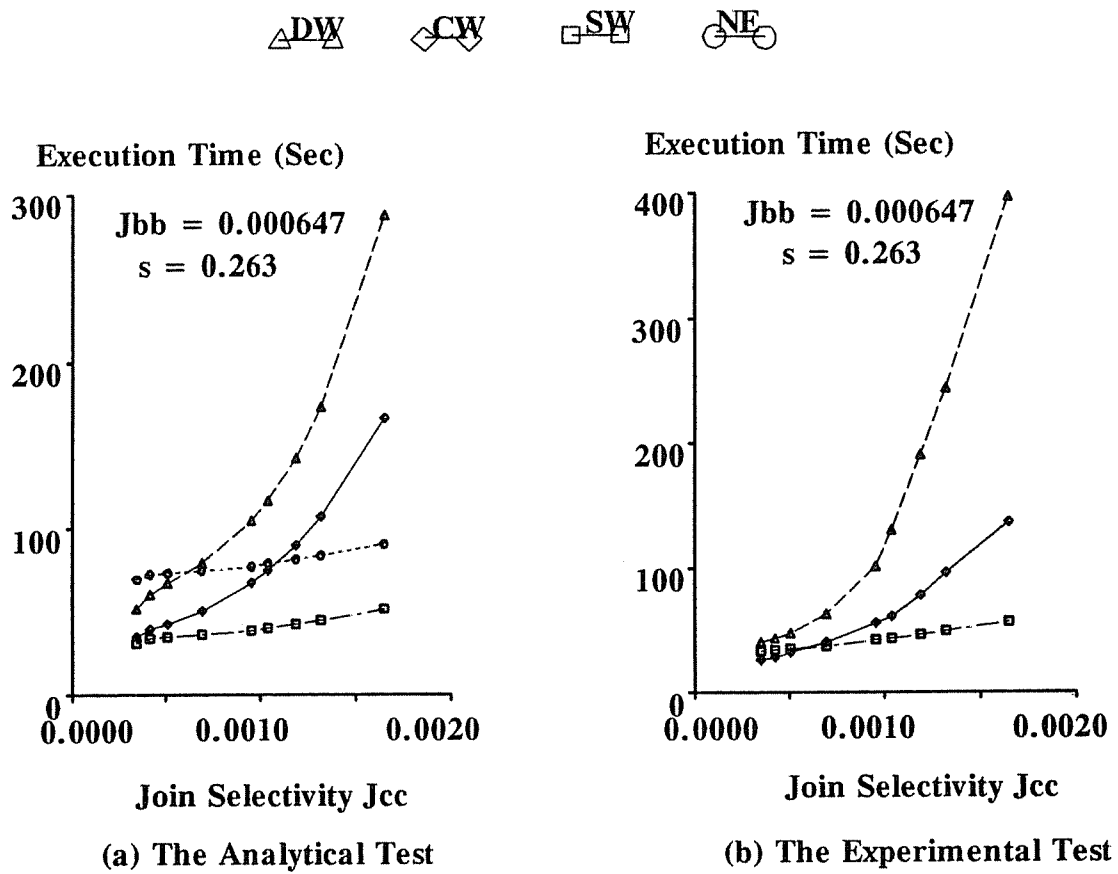 DW CW SW NE
Execution Time (Sec)
300
Jbb = 0.000647
s = 0.263
200
100
0
0.0000 0.0010 0.0020
Join Selectivity Jcc
(a) The Analytical Test
Execution Time (Sec)
400
Jbb = 0.000647
s = 0.263
300
200
100
0
0.0000 0.0010 0.0020
Join Selectivity Jcc
(b) The Experimental Test